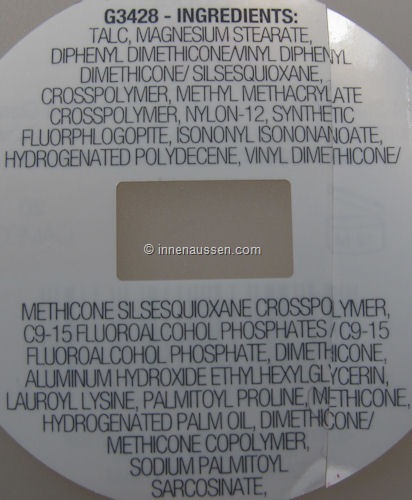 G3428 - INGREDIENTS:
TALC, MAGNESIUM STEARATE,
DIPHENYL DIMETHICONE/VINYL DIPHENYL
DIMETHICONE/ SILSESQUIOXANE,
CROSSPOLYMER, METHYL METHACRYLATE
CROSSPOLYMER, NYLON-12, SYNTHETIC
FLUORPHLOGOPITE, ISONONYL ISONONANOATE,
HYDROGENATED POLYDECENE, VINYL DIMETHICONE/
© innenaussen.com
METHICONE SILSESQUIOXANE CROSSPOLYMER,
C9-15 FLUOROALCOHOL PHOSPHATES / C9-15
FLUOROALCOHOL PHOSPHATE, DIMETHICONE,
ALUMINUM HYDROXIDE ETHYLHEXYLGLYCERIN,
LAUROYL LYSINE, PALMITOYL PROLINE, METHICONE,
HYDROGENATED PALM OIL, DIMETHICONE/
METHICONE COPOLYMER,
SODIUM PALMITOYL
SARCOSINATE,